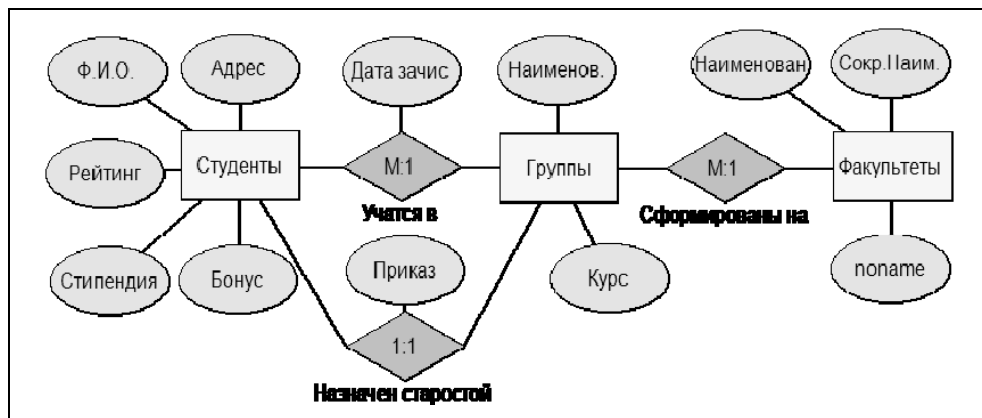 Ф.И.О.
Адрес
Дата зачис
Наименов.
Наименован
Сокр.Наим.
Рейтинг
Студенты
М:1
Группы
М:1
Факультеты
Учатся в
Сформированы на
Стипендия
Бонус
Приказ
Курс
noname
1:1
Назначен старостой